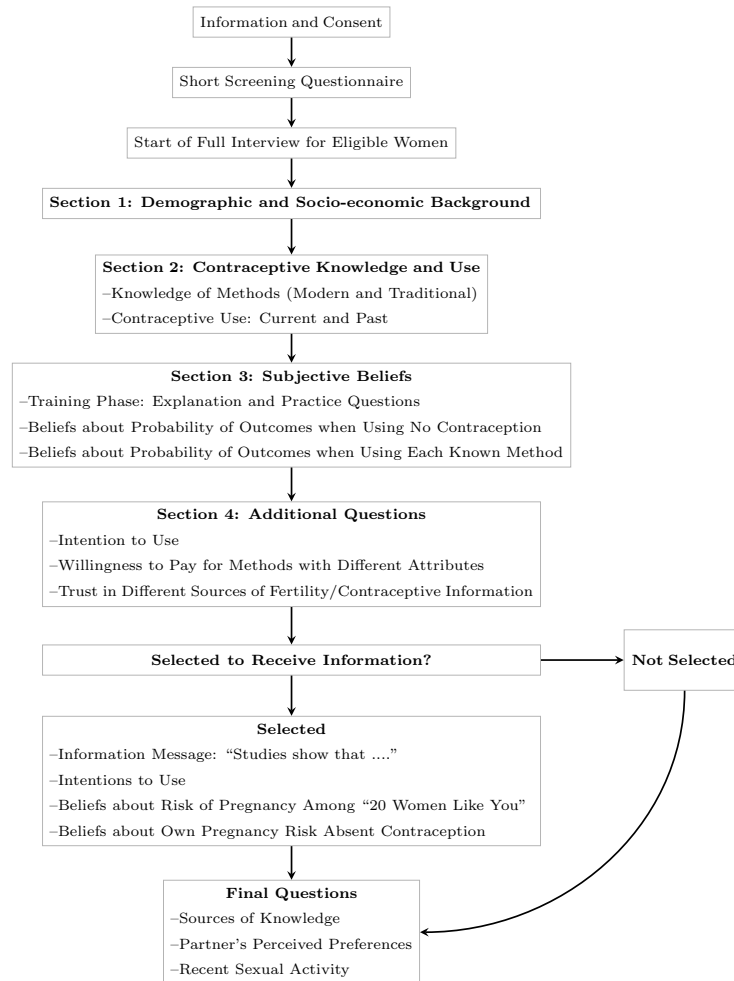 Information and Consent
Short Screening Questionnaire
Start of Full Interview for Eligible Women
Section 1: Demographic and Socio-economic Background
Section 2: Contraceptive Knowledge and Use
–Knowledge of Methods (Modern and Traditional)
–Contraceptive Use: Current and Past
Section 3: Subjective Beliefs
–Training Phase: Explanation and Practice Questions
–Beliefs about Probability of Outcomes when Using No Contraception
–Beliefs about Probability of Outcomes when Using Each Known Method
Section 4: Additional Questions
–Intention to Use
–Willingness to Pay for Methods with Different Attributes
–Trust in Different Sources of Fertility/Contraceptive Information
Selected to Receive Information?
Not Selected
Selected
–Information Message: “Studies show that ....”
–Intentions to Use
–Beliefs about Risk of Pregnancy Among “20 Women Like You”
–Beliefs about Own Pregnancy Risk Absent Contraception
Final Questions
–Sources of Knowledge
–Partner’s Perceived Preferences
–Recent Sexual Activity